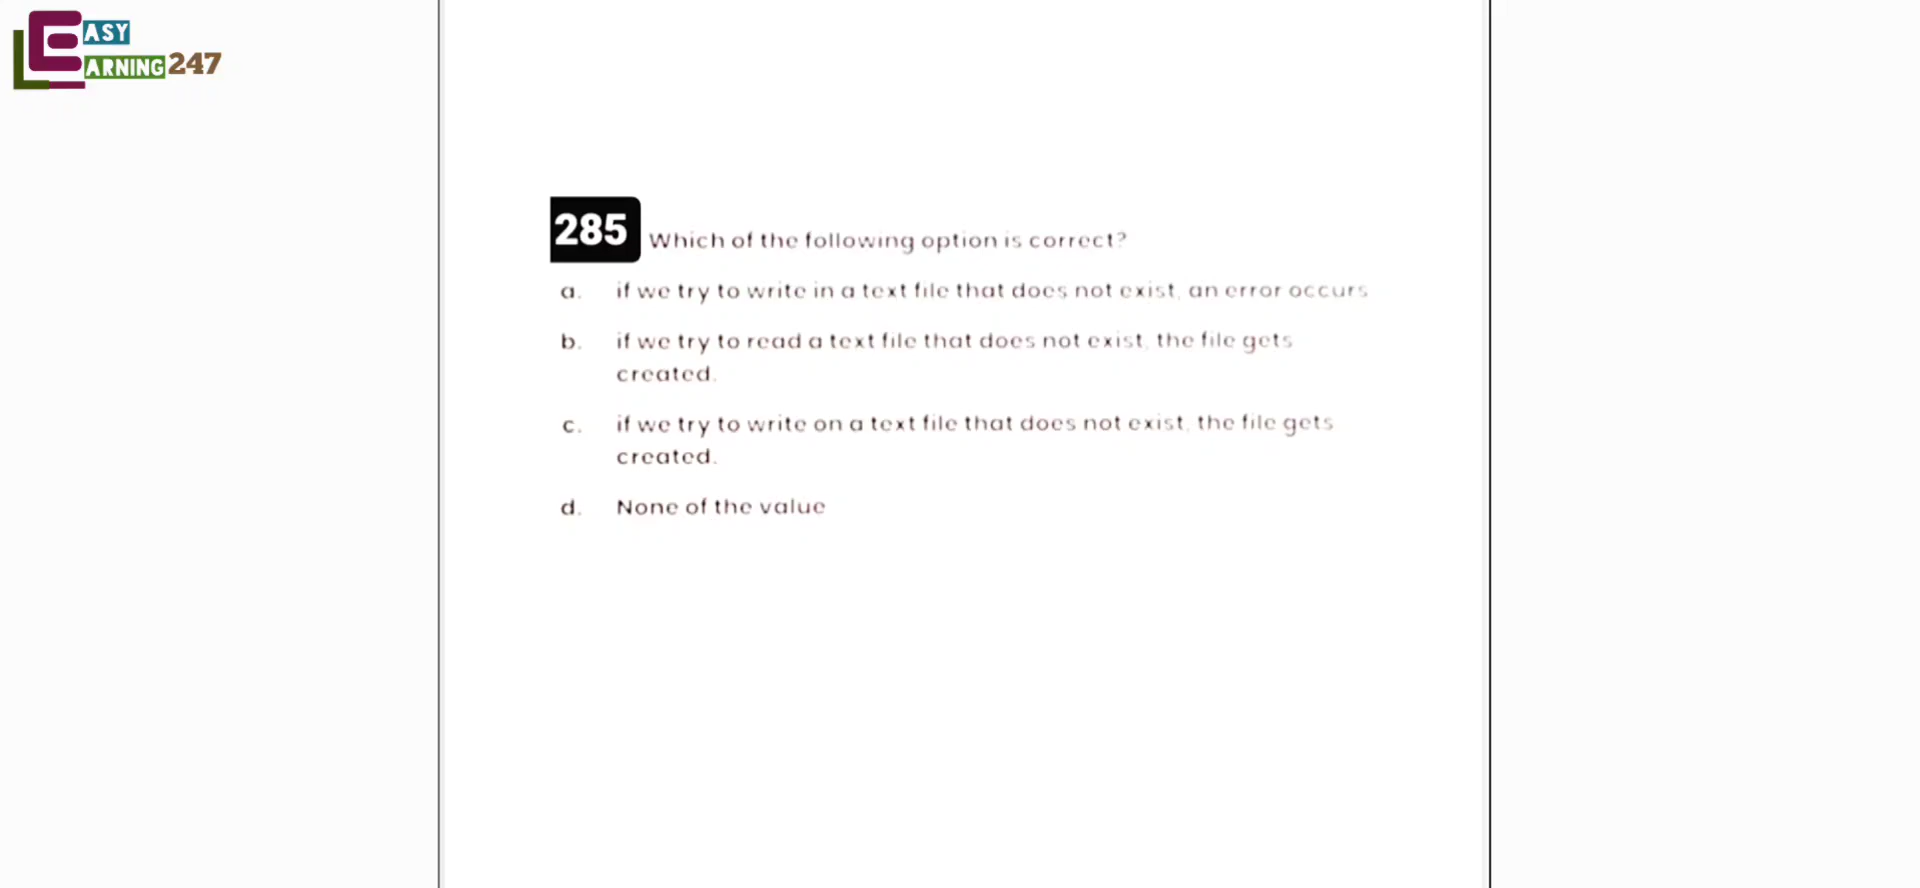 EASY
LEARNING247
285 Which of the following option is correct?
a. if we try to write in a text file that does not exist, an error occurs
b. if we try to read a text file that does not exist, the file gets
created.
c. if we try to write on a text file that does not exist, the file gets
created.
d. None of the value